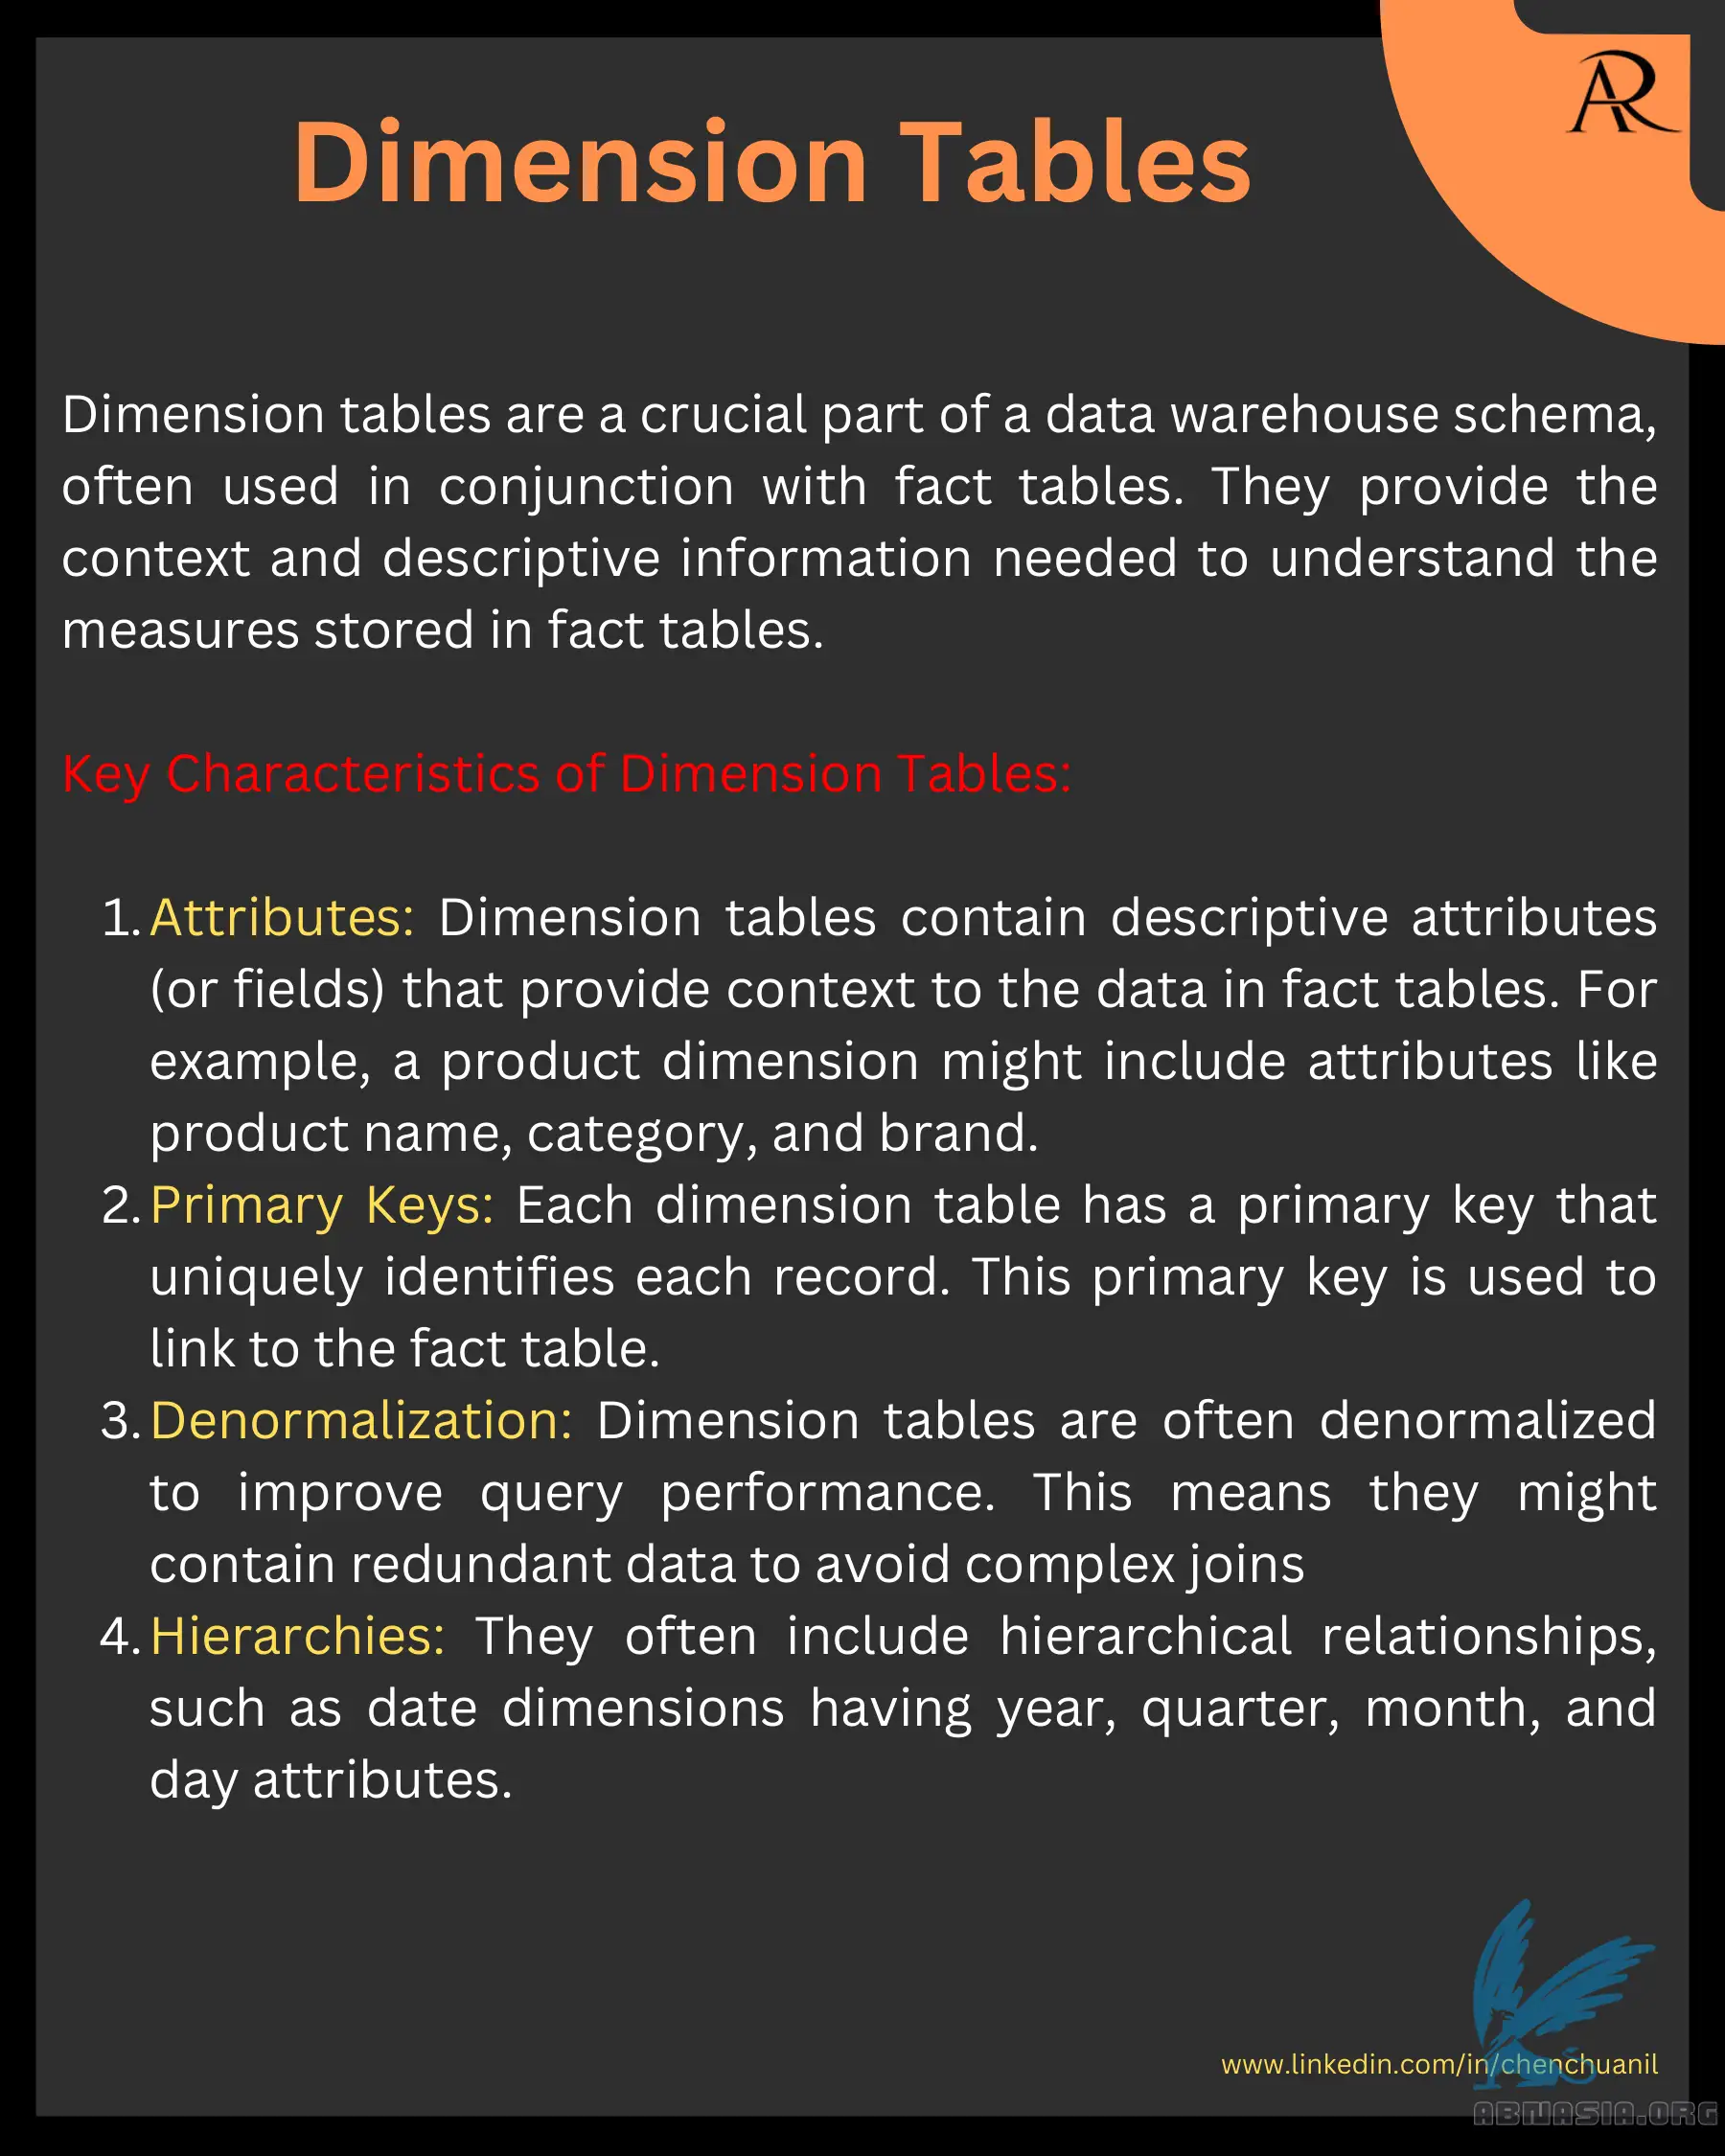 AR
Dimension Tables
Dimension tables are a crucial part of a data warehouse schema,
often used in conjunction with fact tables. They provide the
context and descriptive information needed to understand the
measures stored in fact tables.
Key Characteristics of Dimension Tables:
1. Attributes: Dimension tables contain descriptive attributes
(or fields) that provide context to the data in fact tables. For
example, a product dimension might include attributes like
product name, category, and brand.
2. Primary Keys: Each dimension table has a primary key that
uniquely identifies each record. This primary key is used to
link to the fact table.
3. Denormalization: Dimension tables are often denormalized
to improve query performance. This means they might
contain redundant data to avoid complex joins
4. Hierarchies: They often include hierarchical relationships,
such as date dimensions having year, quarter, month, and
day attributes.
www.linkedin.com/in/chenchuanil
ABNASIA.ORG